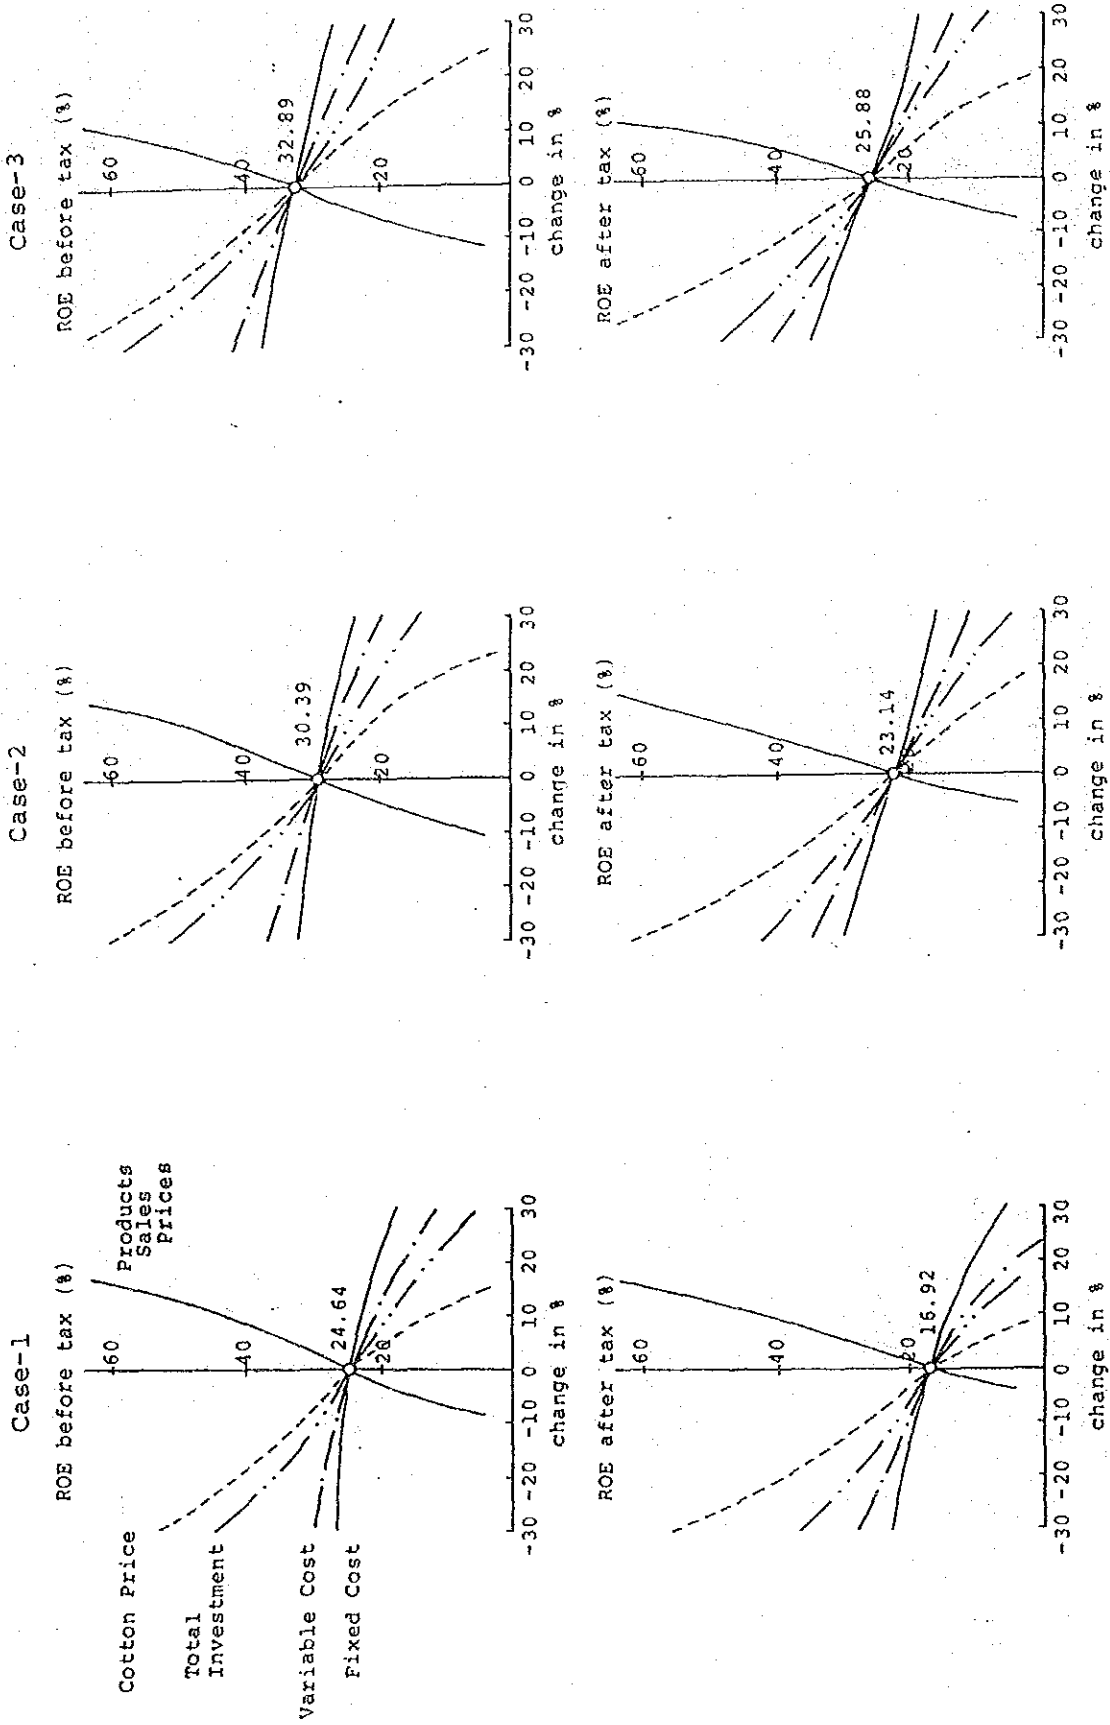 Case-1
ROE before tax (%)
Products
Sales
Prices
60
40
20
24.64
Cotton Price
Total
Investment
Variable Cost
Fixed Cost
-30 -20 -10 0 10 20 30
change in %
ROE after tax (%)
60
40
20
16.92
-30 -20 -10 0 10 20 30
change in %
Case-2
ROE before tax (%)
60
40
20
30.39
-30 -20 -10 0 10 20 30
change in %
ROE after tax (%)
60
40
23.14
-30 -20 -10 0 10 20 30
change in %
Case-3
ROE before tax (%)
60
40
20
32.89
-30 -20 -10 0 10 20 30
change in %
ROE after tax (%)
60
40
20
25.88
-30 -20 -10 0 10 20 30
change in %